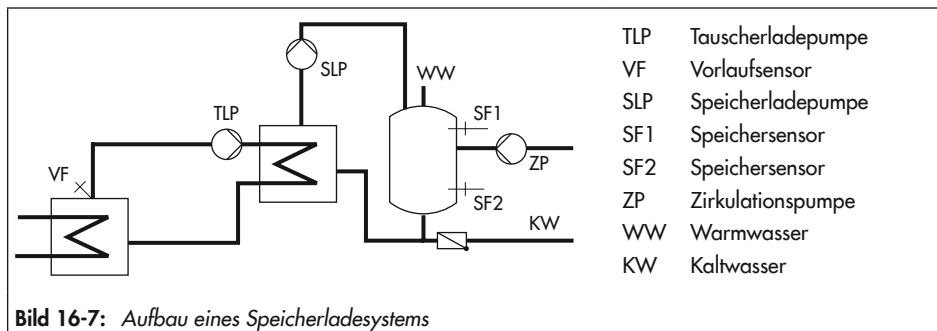 TLP Tauscherladepumpe
VF Vorlaufsensor
SLP Speicherladepumpe
SF1 Speichersensor
SF2 Speichersensor
ZP Zirkulationspumpe
WW Warmwasser
KW Kaltwasser
SLP
WW
SF1
TLP
ZP
VF
SF2
KW
Bild 16-7: Aufbau eines Speicherladesystems